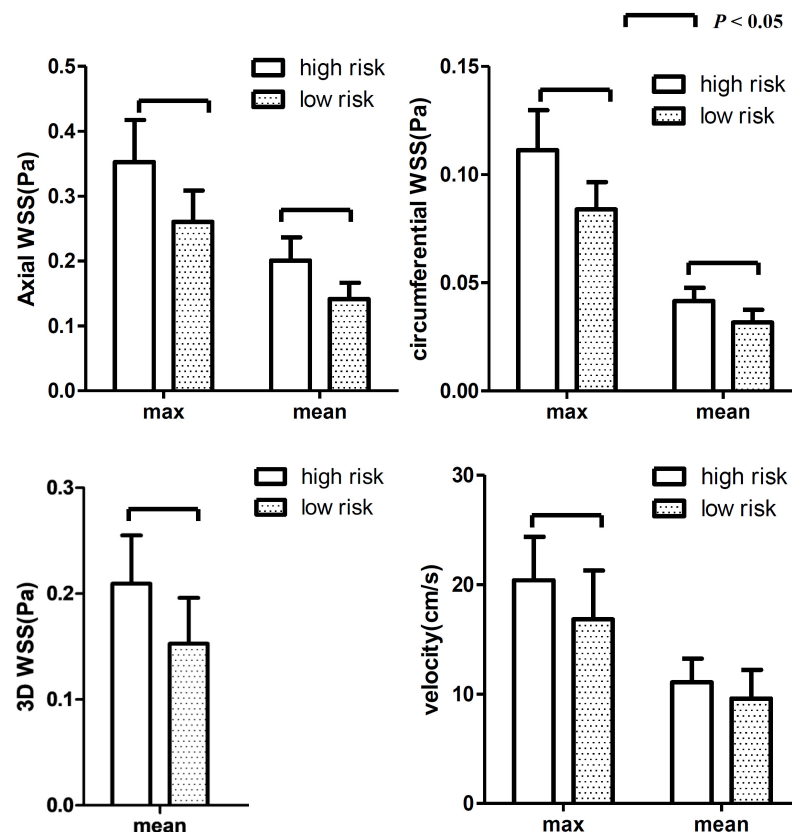 P < 0.05
Axial WSS(Pa)
0.5
0.4
0.3
0.2
0.1
0.0
high risk
low risk
max
mean
circumferential WSS(Pa)
0.15
0.10
0.05
0.00
high risk
low risk
max
mean
3D WSS(Pa)
0.3
0.2
0.1
0.0
high risk
low risk
mean
velocity(cm/s)
30
20
10
0
high risk
low risk
max
mean